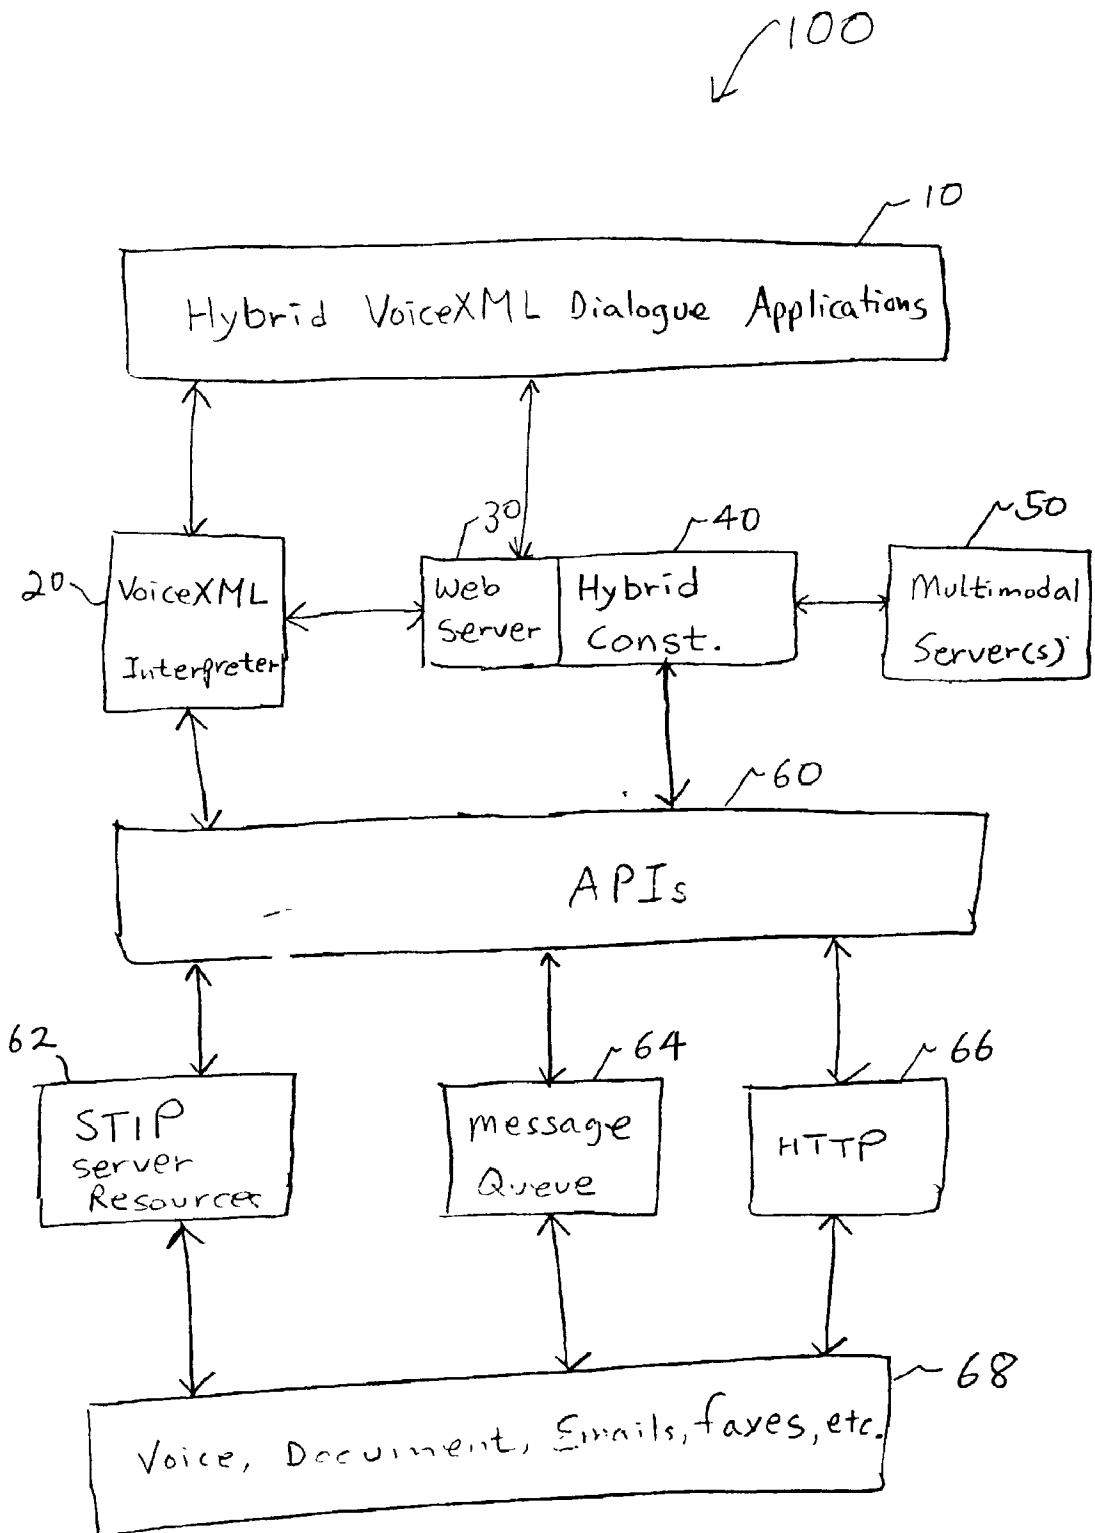 100
10
Hybrid VoiceXML Dialogue Applications
30
40
50
20
VoiceXML
Interpreter
Web
Server
Hybrid
Const.
Multimodal
Server(s)
60
APIs
62
64
66
STIP
Server
Resources
Message
Queue
HTTP
68
Voice, Document, Emails, faxes, etc.